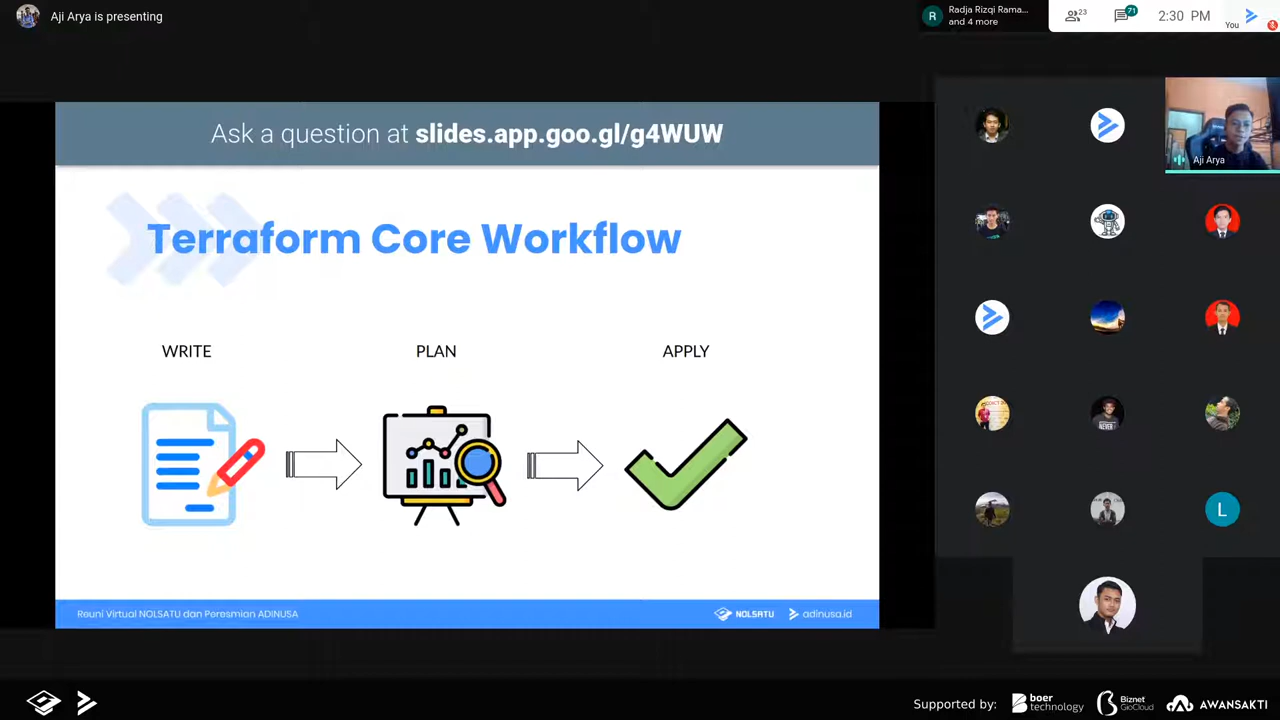 Aji Arya is presenting
R
Radja Rizqi Rama...
and 4 more
23
71
2:30 PM
You
Ask a question at slides.app.goo.gl/g4WUW
Terraform Core Workflow
WRITE
PLAN
APPLY
Reuni Virtual NOLSATU dan Peresmian ADINUSA
NOLSATU
adinusa.id
Aji Arya
L
Supported by:
boer
technology
Biznet
GioCloud
AWANSAKTI